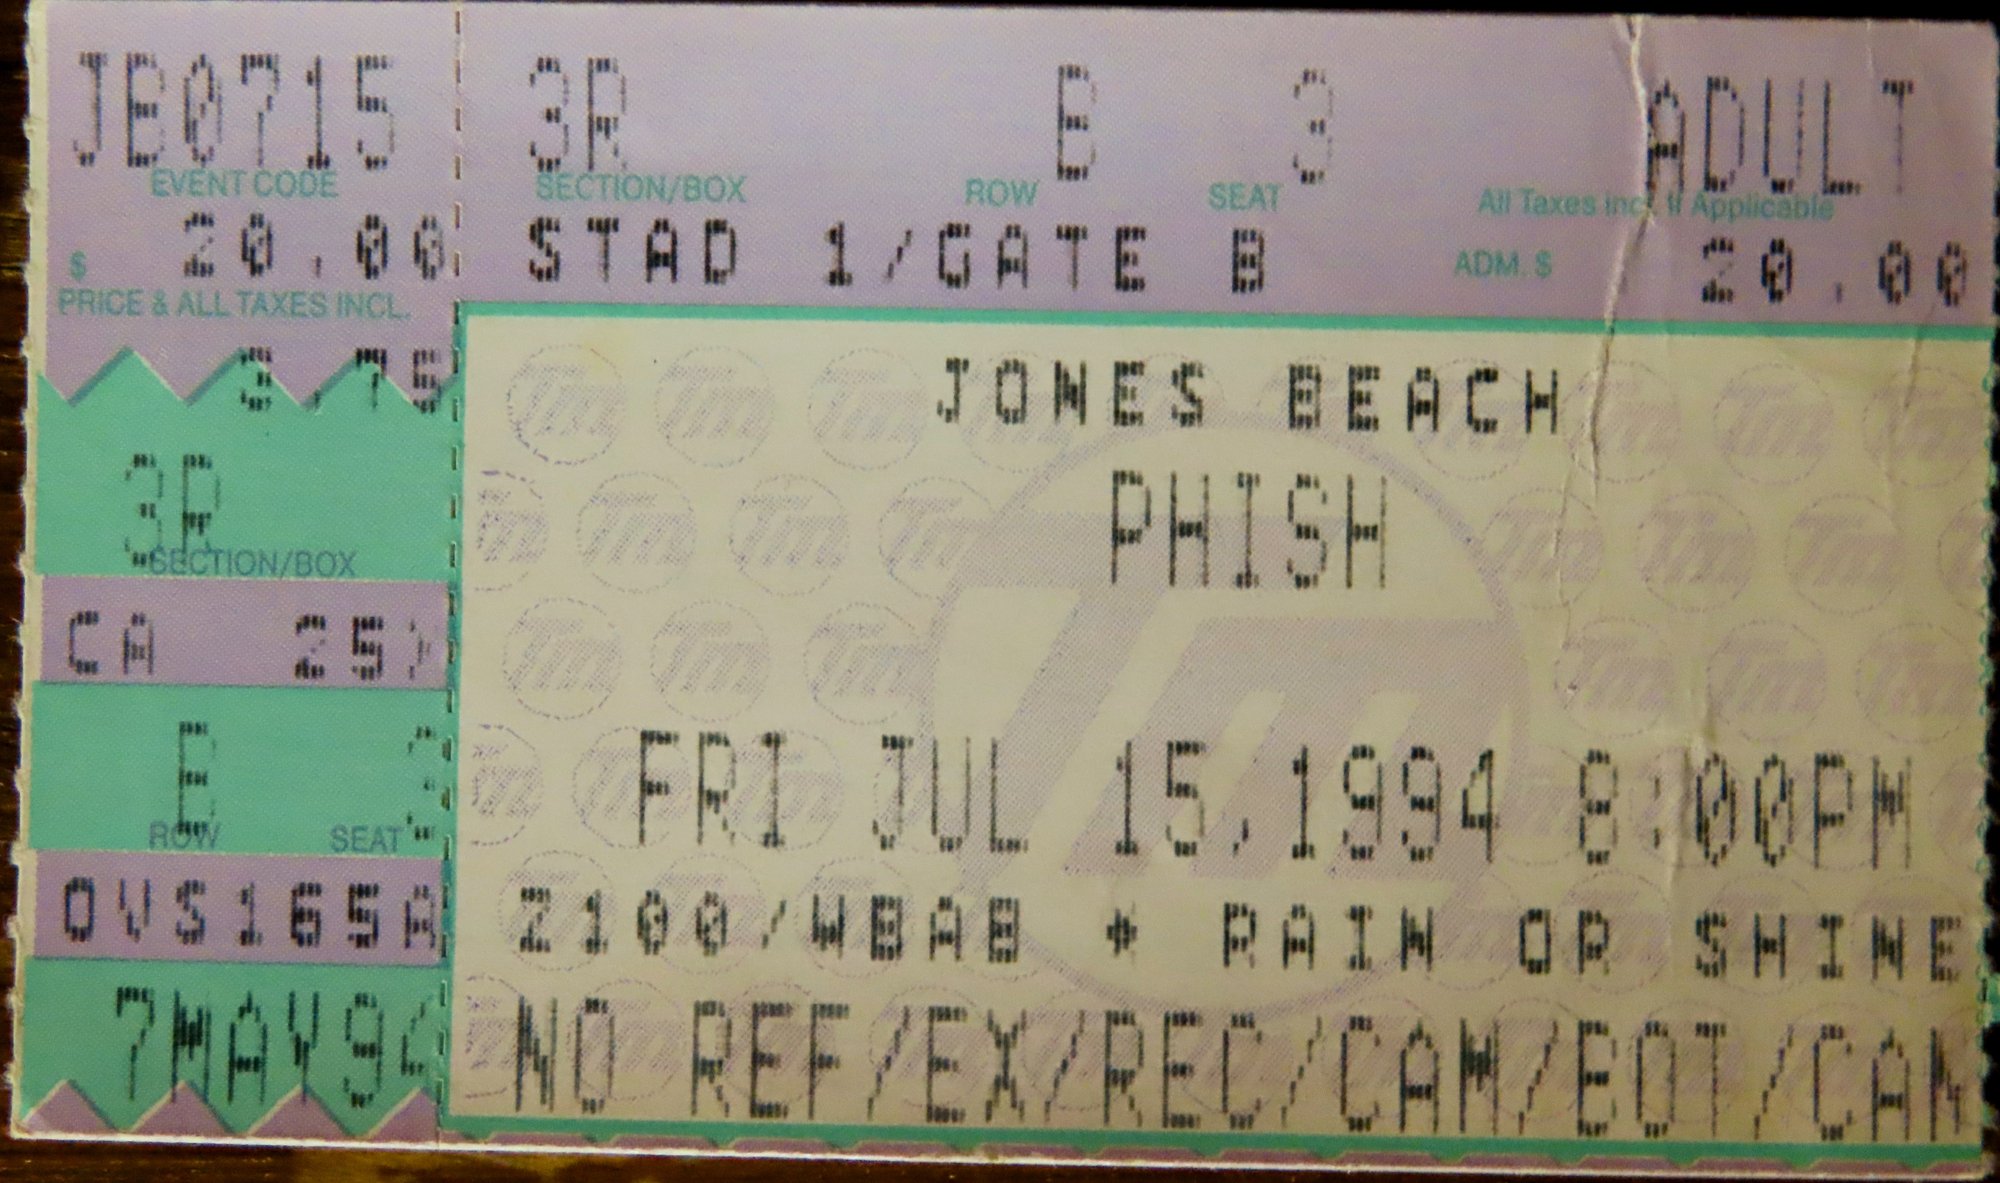 JB0715 3R B 3 ADULT
EVENT CODE SECTION/BOX ROW SEAT All Taxes Incl. If Applicable
$ 20.00 STAD 1/GATE B ADM. $ 20.00
PRICE & ALL TAXES INCL.
3.75
3R
SECTION/BOX
CA 25X
B 3
ROW SEAT
OVS165A
7MAY94
JONES BEACH
PHISH
FRI JUL 15,1994 8:00PM
2100/WBAB * RAIN OR SHINE
NO REF/EX/REC/CAM/BOT/CAN